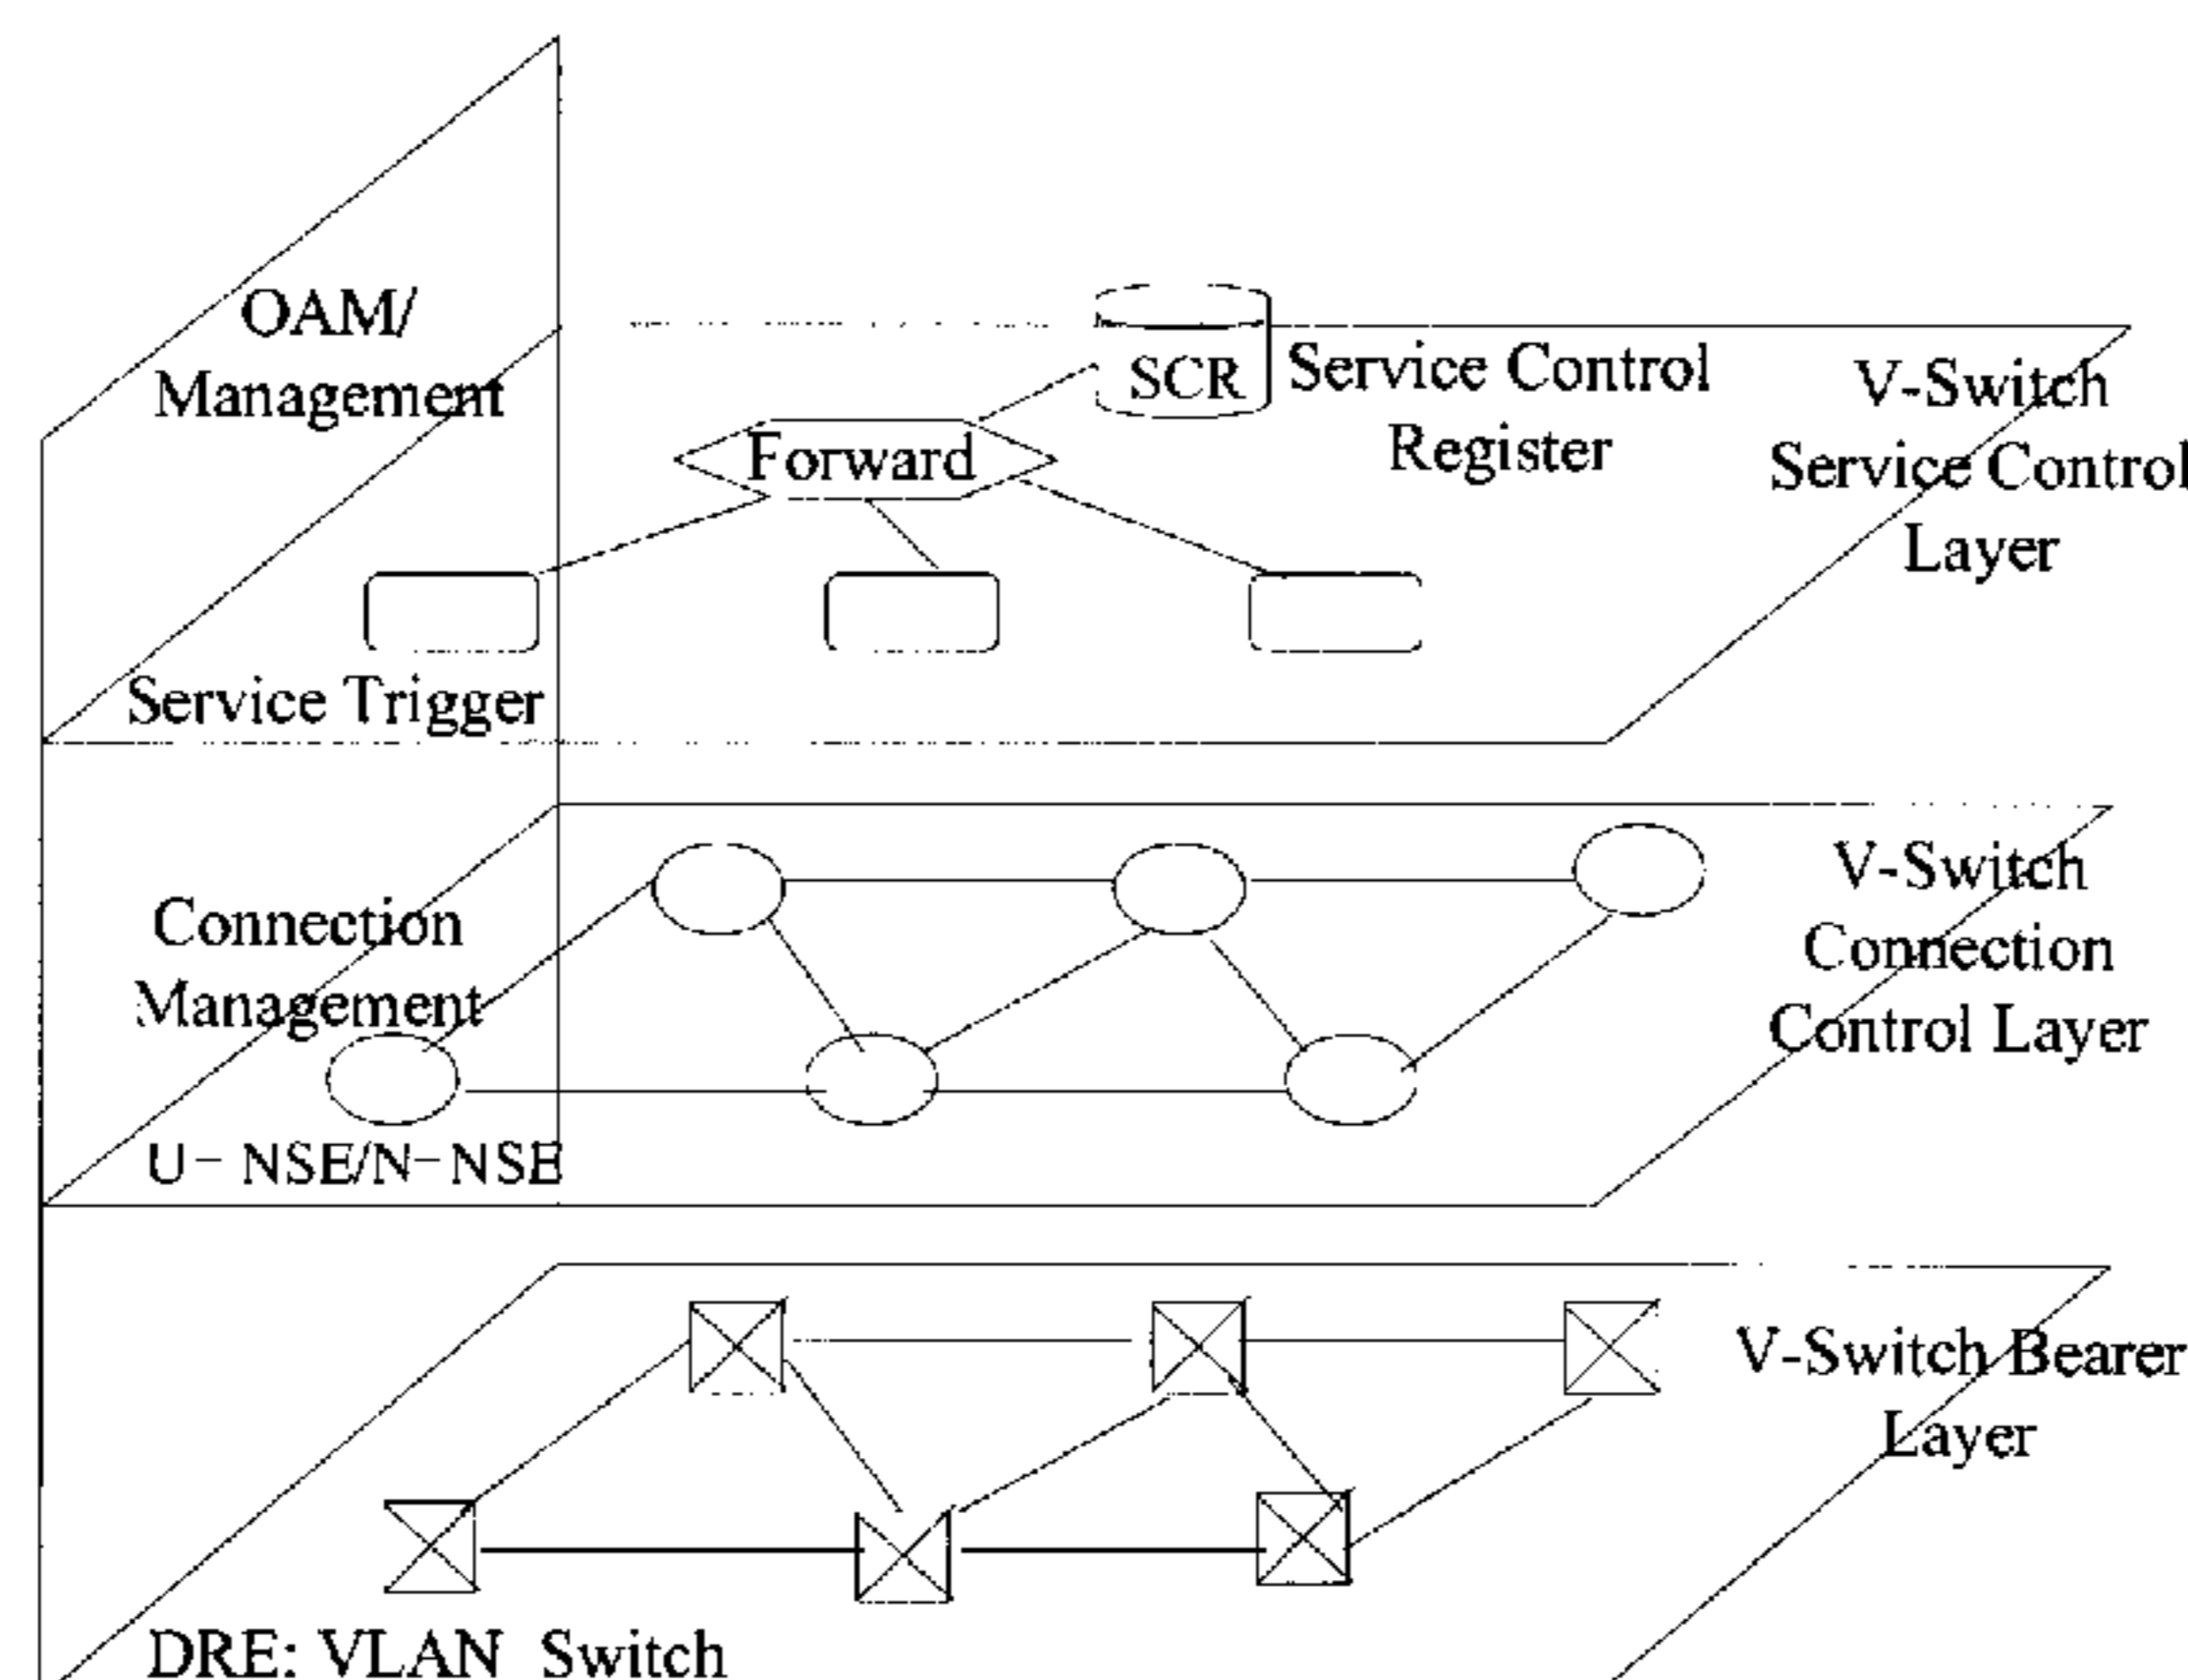 OAM/
Management
SCR
Service Control
Register
Forward
V-Switch
Service Control
Layer
Service Trigger
Connection
Management
V-Switch
Connection
Control Layer
U- NSE/N-NSE
V-Switch Bearer
Layer
DRE: VLAN Switch